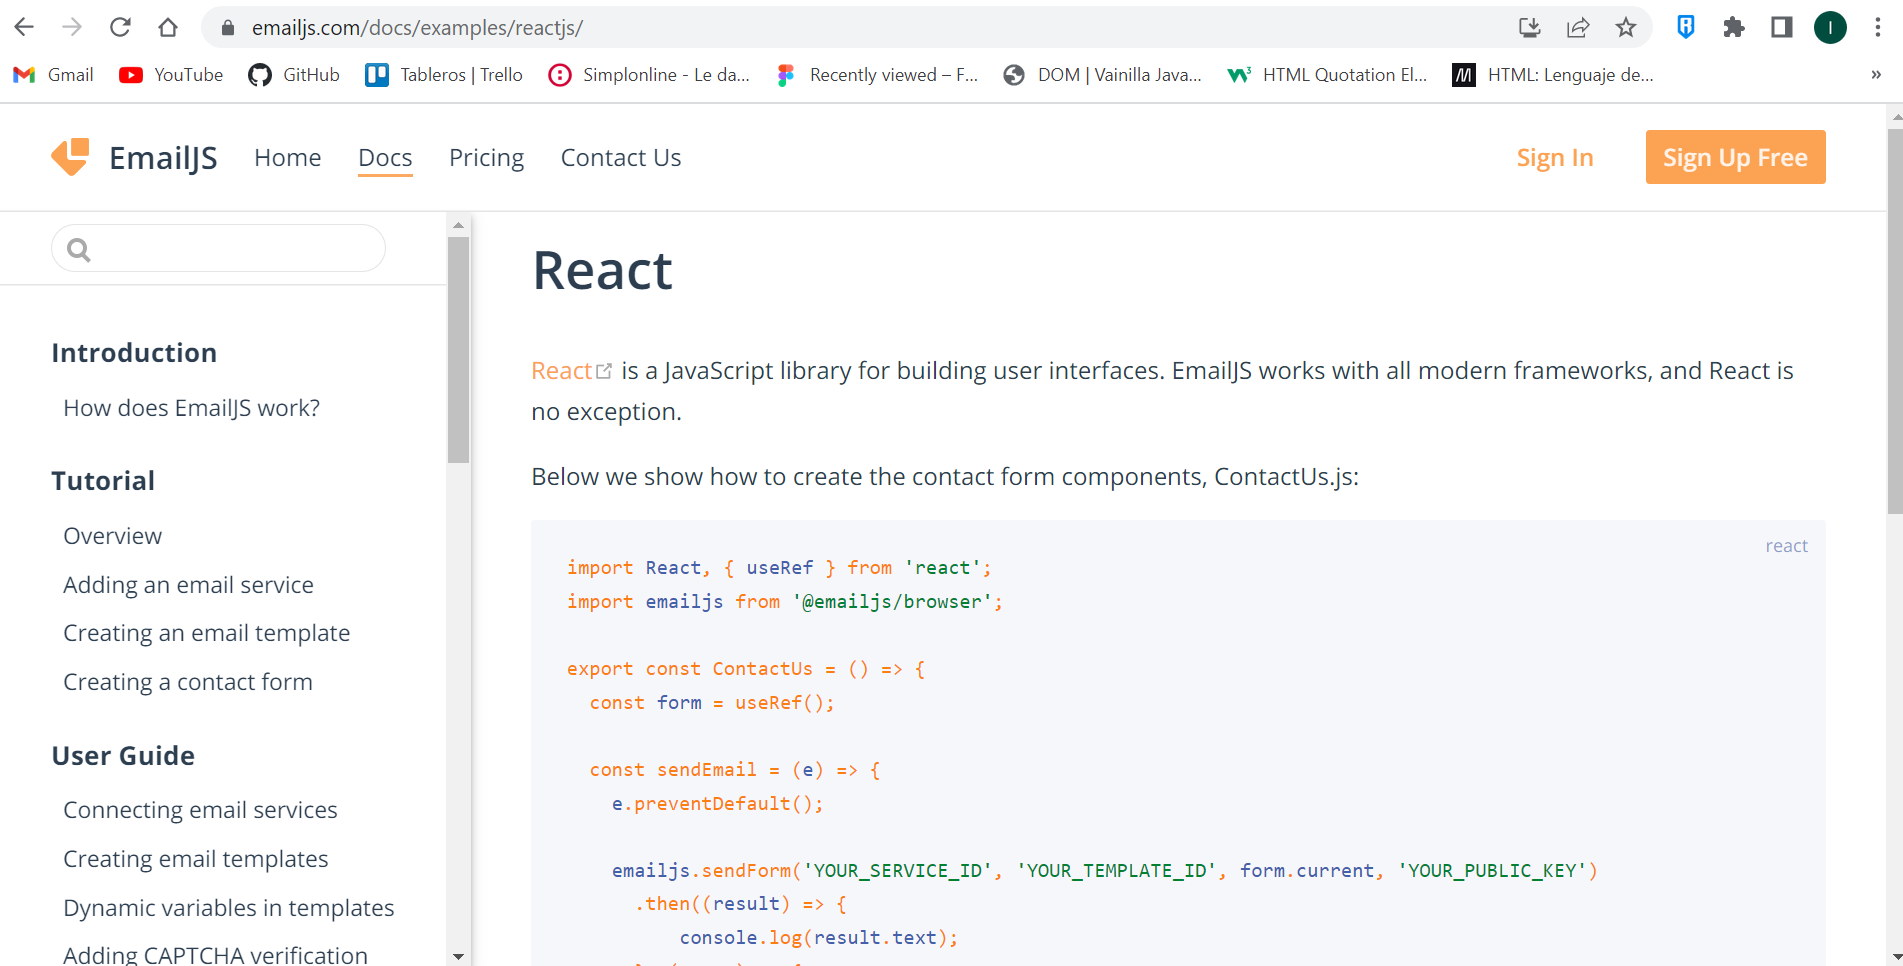 emailjs.com/docs/examples/reactjs/
I
Gmail
YouTube
GitHub
Tableros | Trello
Simplonline - Le da...
Recently viewed – F...
DOM | Vainilla Java...
HTML Quotation El...
HTML: Lenguaje de...
»
EmailJS
Home
Docs
Pricing
Contact Us
Sign In
Sign Up Free
Introduction
How does EmailJS work?
Tutorial
Overview
Adding an email service
Creating an email template
Creating a contact form
User Guide
Connecting email services
Creating email templates
Dynamic variables in templates
Adding CAPTCHA verification
React
React is a JavaScript library for building user interfaces. EmailJS works with all modern frameworks, and React is
no exception.
Below we show how to create the contact form components, ContactUs.js:
react
import React, { useRef } from 'react';
import emailjs from '@emailjs/browser';
export const ContactUs = () => {
const form = useRef();
const sendEmail = (e) => {
e.preventDefault();
emailjs.sendForm('YOUR_SERVICE_ID', 'YOUR_TEMPLATE_ID', form.current, 'YOUR_PUBLIC_KEY')
.then((result) => {
console.log(result.text);